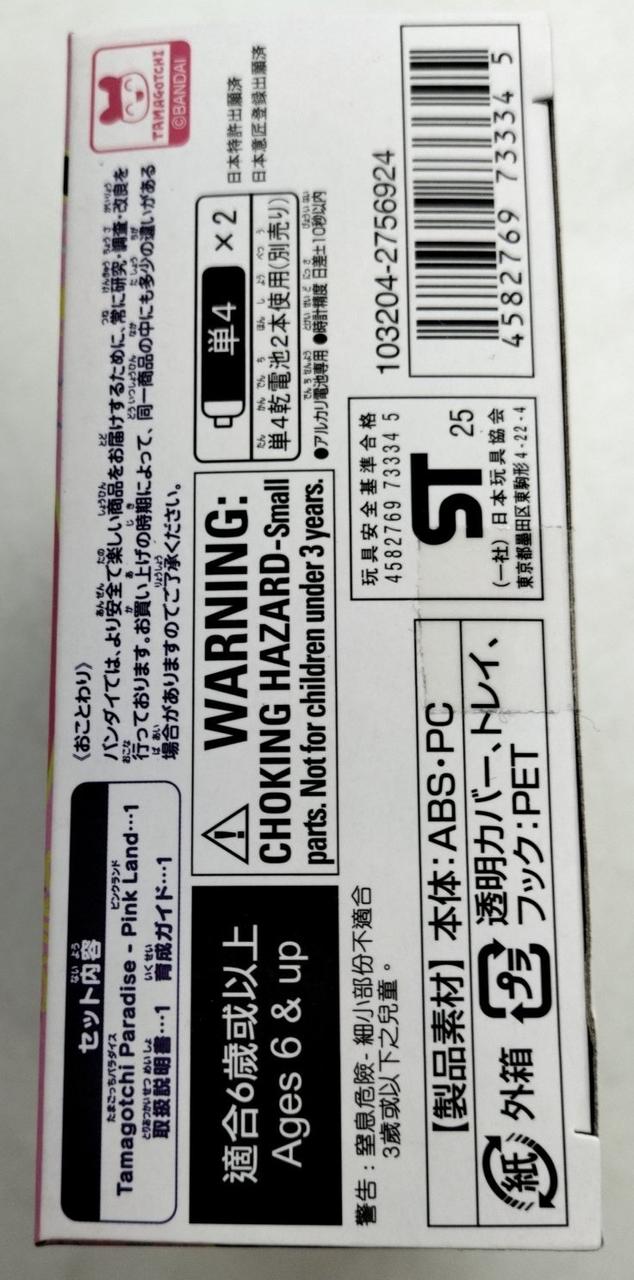 セット内容
Tamagotchi Paradise - Pink Land…1
取扱説明書…1 育成ガイド…1
《おことわり》
バンダイでは、より安全で楽しい商品をお届けするために、常に研究・調査・改良を
行っております。お買い上げの時期によって、同一商品の中にも多少の違いがある
場合がありますのでご了承ください。
TAMAGOTCHI
©BANDAI
適合6歳或以上
Ages 6 & up
WARNING:
CHOKING HAZARD-Small
parts. Not for children under 3 years.
単4 ×2
単4乾電池2本使用(別売り)
●アルカリ電池専用 ●時計精度 日差±10秒以内
日本特許出願済
日本意匠登録出願済
警告：窒息危險-細小部份不適合
3歲或以下之兒童。
玩具安全基準合格
4582769 73334 5
ST 25
(一社)日本玩具協会
東京都墨田区東駒形4-22-4
103204-2756924
4582769 733345
【製品素材】本体：ABS・PC
紙 外箱 プラ 透明カバー、トレイ、
フック：PET